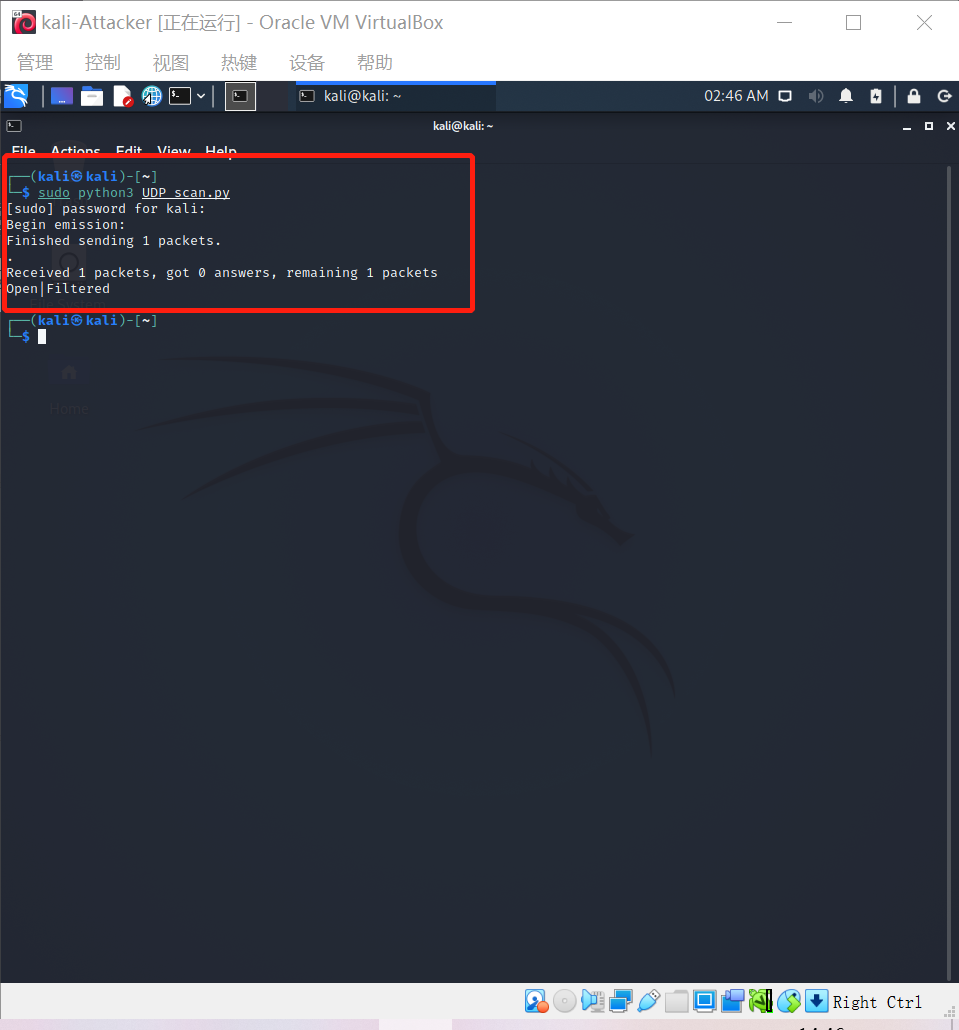 kali-Attacker [正在运行] - Oracle VM VirtualBox
管理 控制 视图 热键 设备 帮助
kali@kali: ~ 02:46 AM
kali@kali: ~
File Actions Edit View Help
┌──(kali㉿kali)-[~]
└─$ sudo python3 UDP_scan.py
[sudo] password for kali:
Begin emission:
Finished sending 1 packets.
.
Received 1 packets, got 0 answers, remaining 1 packets
Open|Filtered
┌──(kali㉿kali)-[~]
└─$
Home
Right Ctrl